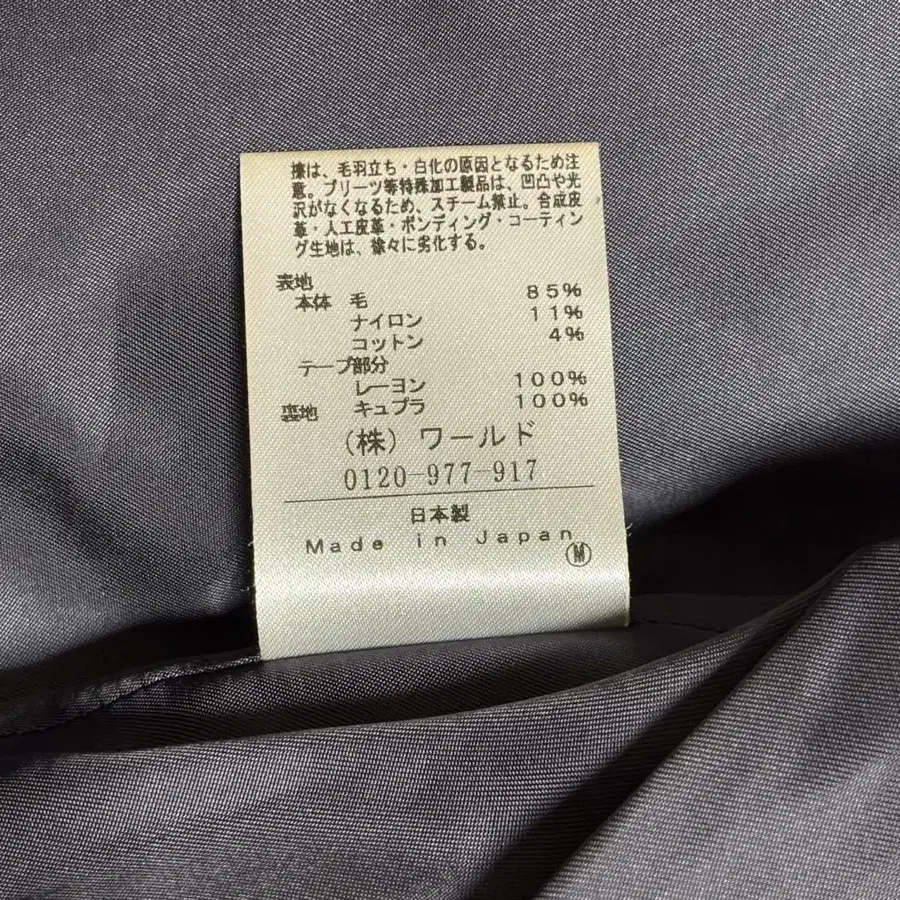 擦は、毛羽立ち・白化の原因となるため注
意。プリーツ等特殊加工製品は、凹凸や光
沢がなくなるため、スチーム禁止。合成皮
革・人工皮革・ボンディング・コーティン
グ生地は、徐々に劣化する。
表地
本体 毛 85%
ナイロン 11%
コットン 4%
テープ部分
レーヨン 100%
裏地 キュプラ 100%
(株) ワールド
0120-977-917
日本製
Made in Japan
Ⓜ